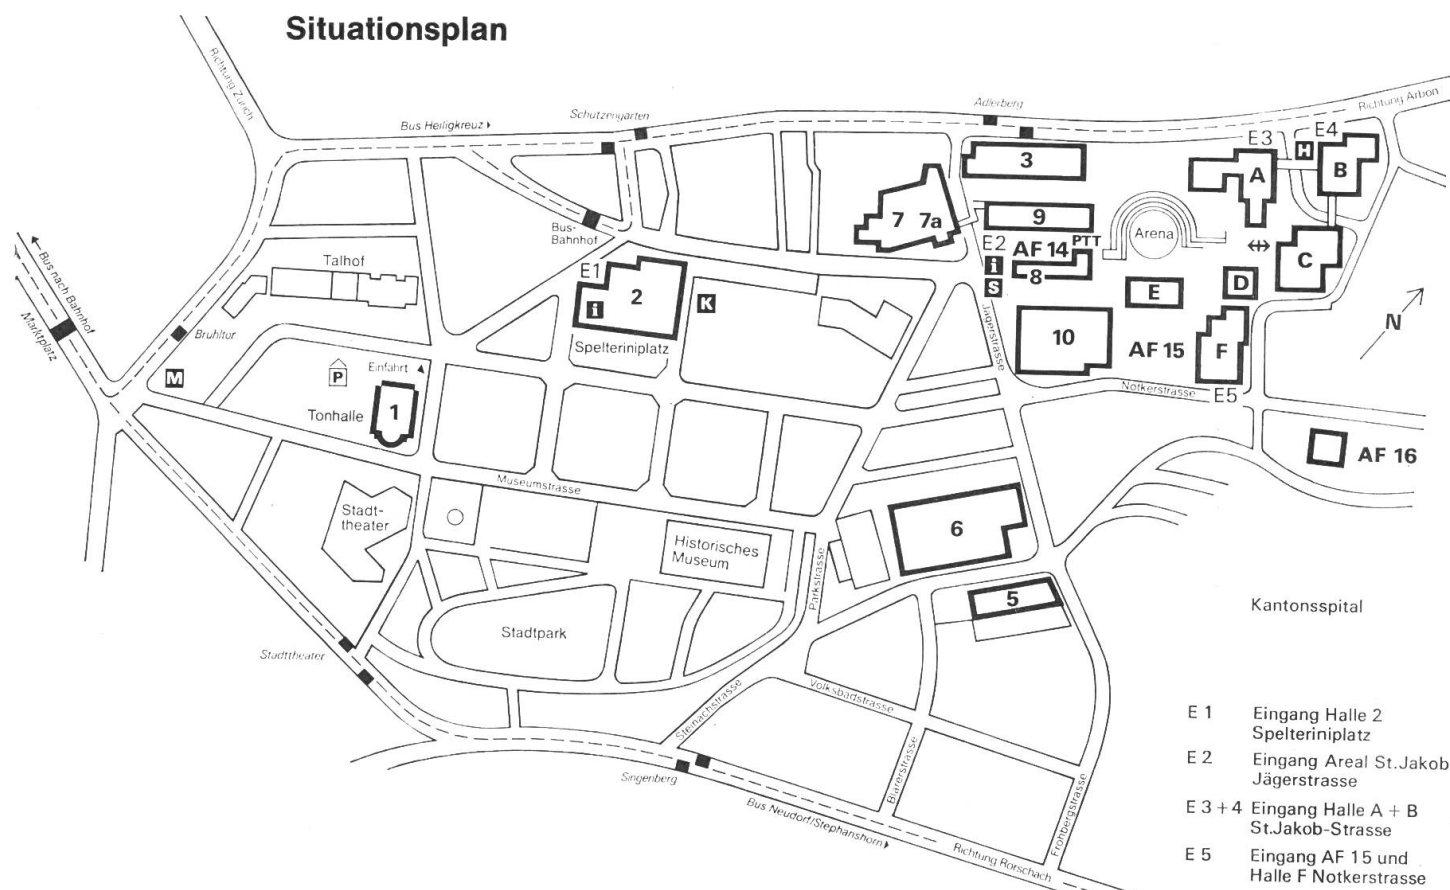 Situationsplan
Richtung Zürich
Bus Heiligkreuz
Schützengarten
Adlerberg
Richtung Arbon
E3
E4
H
A
B
3
7 7a
9
E2
AF 14
PTT
Arena
i
8
S
C
D
E
Bus-
Bahnhof
E1
i
2
K
Spelteriniplatz
Talhof
Bus nach Bahnhof
Marktplatz
Brühltor
M
P
Einfahrt
Tonhalle
1
Jägerstrasse
10
AF 15
F
Notkerstrasse
E5
N
AF 16
Museumstrasse
Stadt-
theater
Historisches
Museum
Parkstrasse
6
5
Kantonsspital
Stadtpark
Stadttheater
Steinachstrasse
Volksbadstrasse
Blarerstrasse
Frohbergstrasse
Singenberg
Bus Neudorf/Stephanshorn
Richtung Rorschach
E 1 Eingang Halle 2
Spelteriniplatz
E 2 Eingang Areal St.Jakob
Jägerstrasse
E 3 + 4 Eingang Halle A + B
St.Jakob-Strasse
E 5 Eingang AF 15 und
Halle F Notkerstrasse